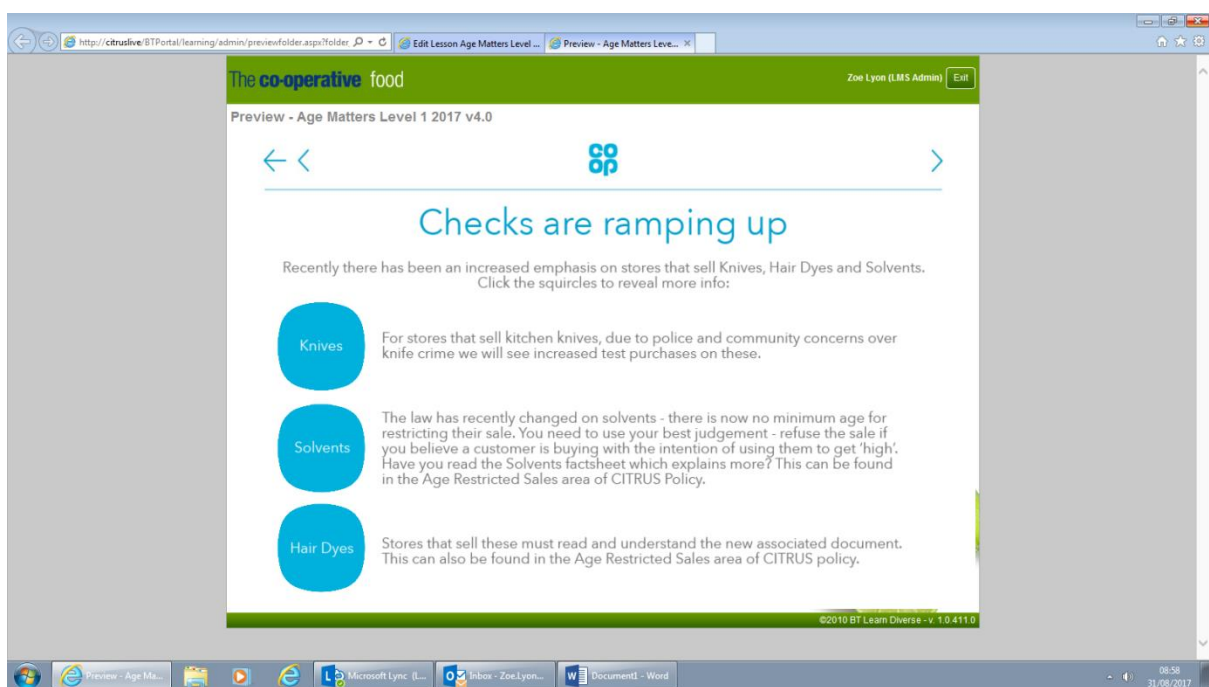 http://citruslive/BTPortal/learning/admin/previewfolder.aspx?folder
Edit Lesson Age Matters Level ...
Preview - Age Matters Leve...
The co-operative food
Zoe Lyon (LMS Admin)
Exit
Preview - Age Matters Level 1 2017 v4.0
co
op
Checks are ramping up
Recently there has been an increased emphasis on stores that sell Knives, Hair Dyes and Solvents.
Click the squircles to reveal more info:
Knives
For stores that sell kitchen knives, due to police and community concerns over
knife crime we will see increased test purchases on these.
Solvents
The law has recently changed on solvents - there is now no minimum age for
restricting their sale. You need to use your best judgement - refuse the sale if
you believe a customer is buying with the intention of using them to get 'high'.
Have you read the Solvents factsheet which explains more? This can be found
in the Age Restricted Sales area of CITRUS Policy.
Hair Dyes
Stores that sell these must read and understand the new associated document.
This can also be found in the Age Restricted Sales area of CITRUS policy.
©2010 BT Learn Diverse - v. 1.0.411.0
Preview - Age Ma...
Microsoft Lync (L...
Inbox - Zoe.Lyon...
Document1 - Word
08:58
31/08/2017